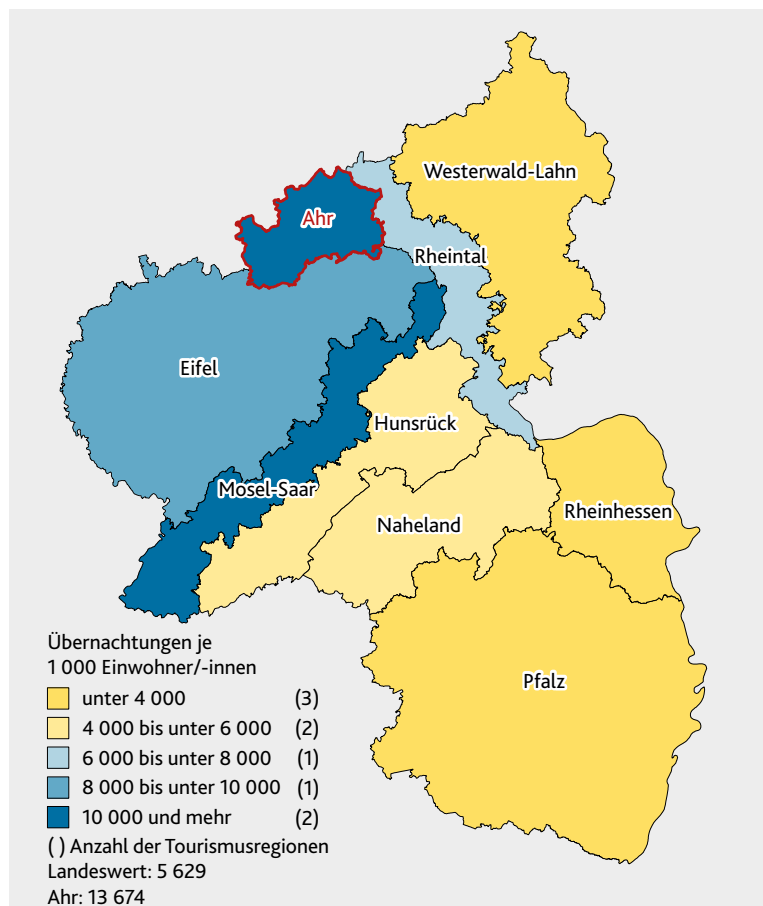 Westerwald-Lahn
Ahr
Rheintal
Eifel
Hunsrück
Mosel-Saar
Rheinhessen
Naheland
Pfalz
Übernachtungen je
1 000 Einwohner/-innen
unter 4 000 (3)
4 000 bis unter 6 000 (2)
6 000 bis unter 8 000 (1)
8 000 bis unter 10 000 (1)
10 000 und mehr (2)
( ) Anzahl der Tourismusregionen
Landeswert: 5 629
Ahr: 13 674